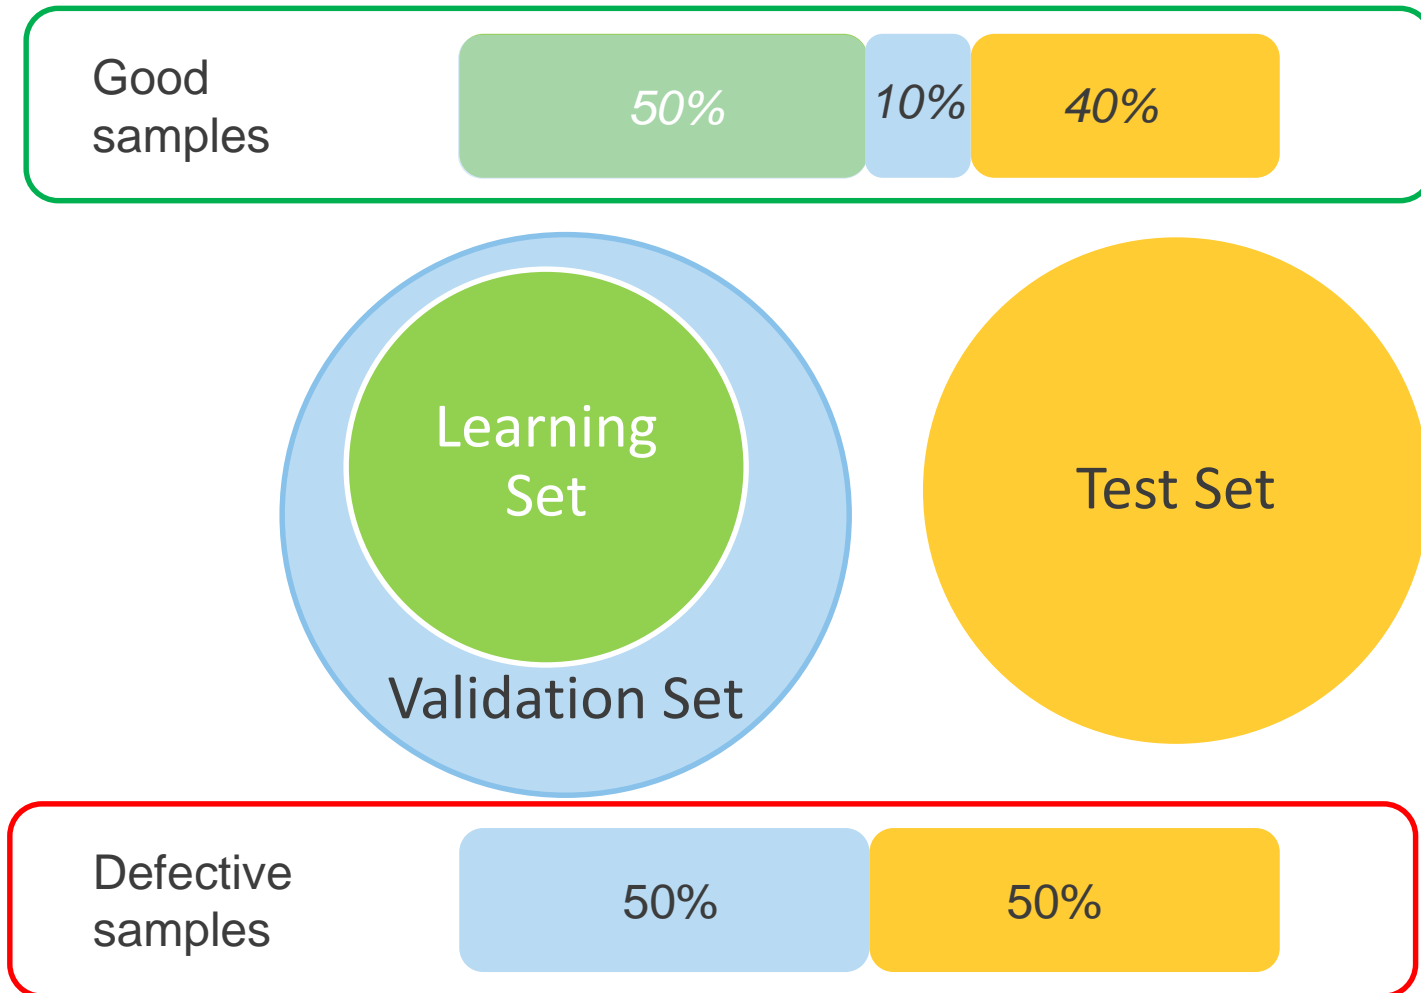 Good
samples
50%
10%
40%
Learning
Set
Validation Set
Test Set
Defective
samples
50%
50%